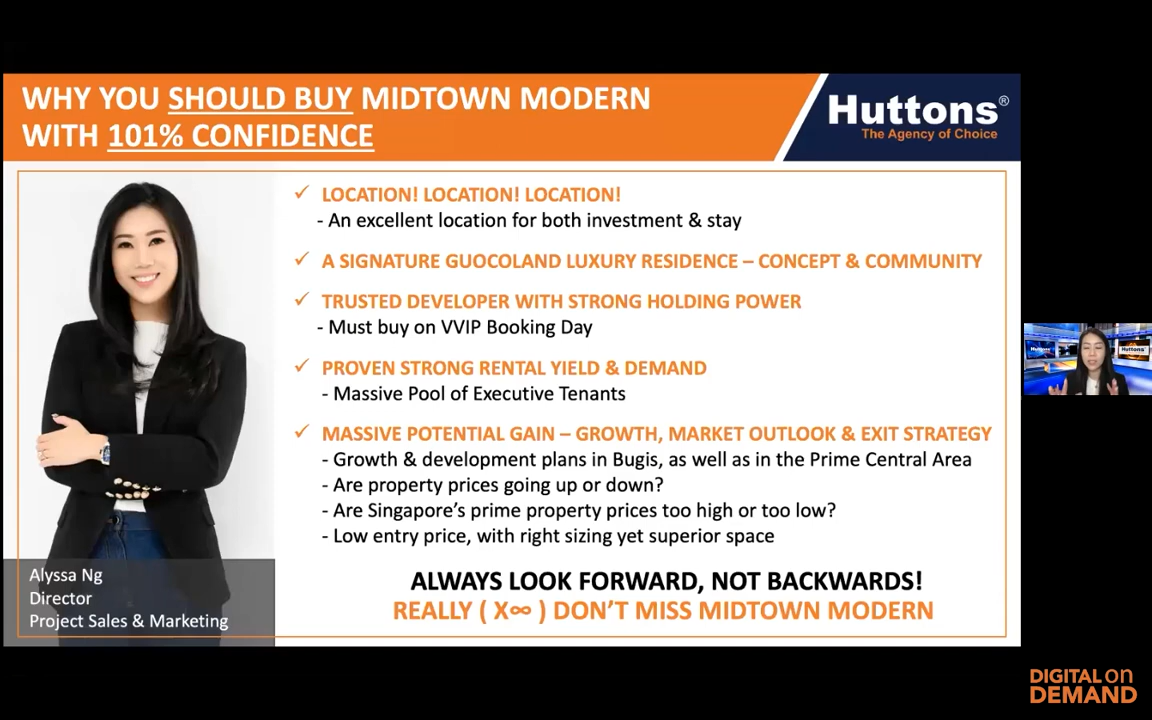 WHY YOU SHOULD BUY MIDTOWN MODERN
WITH 101% CONFIDENCE
Huttons®
The Agency of Choice
✓ LOCATION! LOCATION! LOCATION!
- An excellent location for both investment & stay
✓ A SIGNATURE GUOCOLAND LUXURY RESIDENCE – CONCEPT & COMMUNITY
✓ TRUSTED DEVELOPER WITH STRONG HOLDING POWER
- Must buy on VVIP Booking Day
✓ PROVEN STRONG RENTAL YIELD & DEMAND
- Massive Pool of Executive Tenants
✓ MASSIVE POTENTIAL GAIN – GROWTH, MARKET OUTLOOK & EXIT STRATEGY
- Growth & development plans in Bugis, as well as in the Prime Central Area
- Are property prices going up or down?
- Are Singapore's prime property prices too high or too low?
- Low entry price, with right sizing yet superior space
ALWAYS LOOK FORWARD, NOT BACKWARDS!
REALLY ( X∞ ) DON'T MISS MIDTOWN MODERN
Alyssa Ng
Director
Project Sales & Marketing
Huttons
Huttons
DIGITAL on
DEMAND